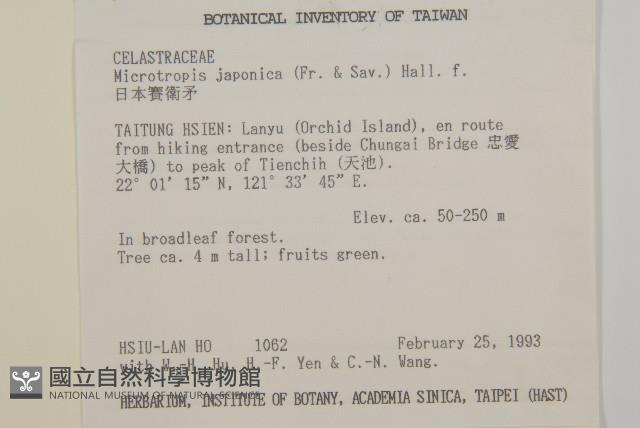 BOTANICAL INVENTORY OF TAIWAN
CELASTRACEAE
Microtropis japonica (Fr. & Sav.) Hall. f.
日本賽衛矛
TAITUNG HSIEN: Lanyu (Orchid Island), en route
from hiking entrance (beside Chungai Bridge 忠愛
大橋) to peak of Tienchih (天池).
22° 01' 15" N, 121° 33' 45" E.
Elev. ca. 50-250 m
In broadleaf forest.
Tree ca. 4 m tall; fruits green.
HSIU-LAN HO 1062 February 25, 1993
with W.-H. Hu, H.-F. Yen & C.-N. Wang.
國立自然科學博物館
NATIONAL MUSEUM OF NATURAL SCIENCE
HERBARIUM, INSTITUTE OF BOTANY, ACADEMIA SINICA, TAIPEI (HAST)